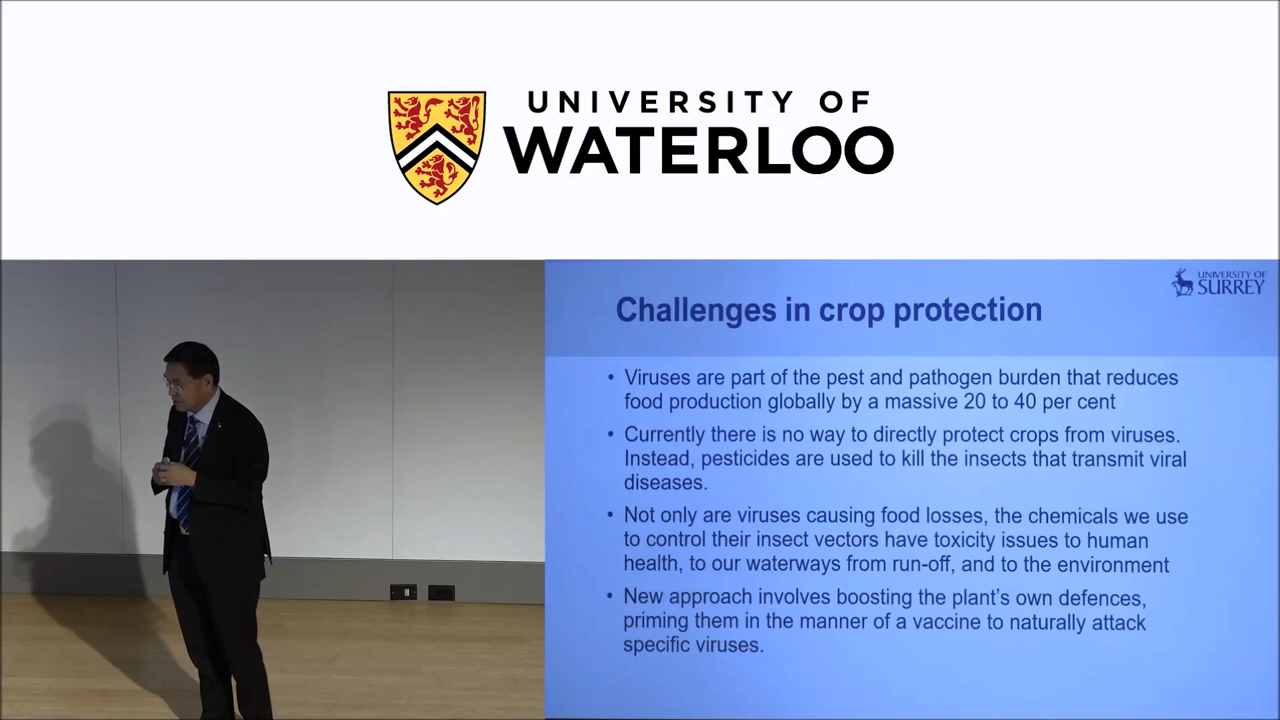 UNIVERSITY OF
WATERLOO
UNIVERSITY OF
SURREY
Challenges in crop protection
• Viruses are part of the pest and pathogen burden that reduces
food production globally by a massive 20 to 40 per cent
• Currently there is no way to directly protect crops from viruses.
Instead, pesticides are used to kill the insects that transmit viral
diseases.
• Not only are viruses causing food losses, the chemicals we use
to control their insect vectors have toxicity issues to human
health, to our waterways from run-off, and to the environment
• New approach involves boosting the plant's own defences,
priming them in the manner of a vaccine to naturally attack
specific viruses.